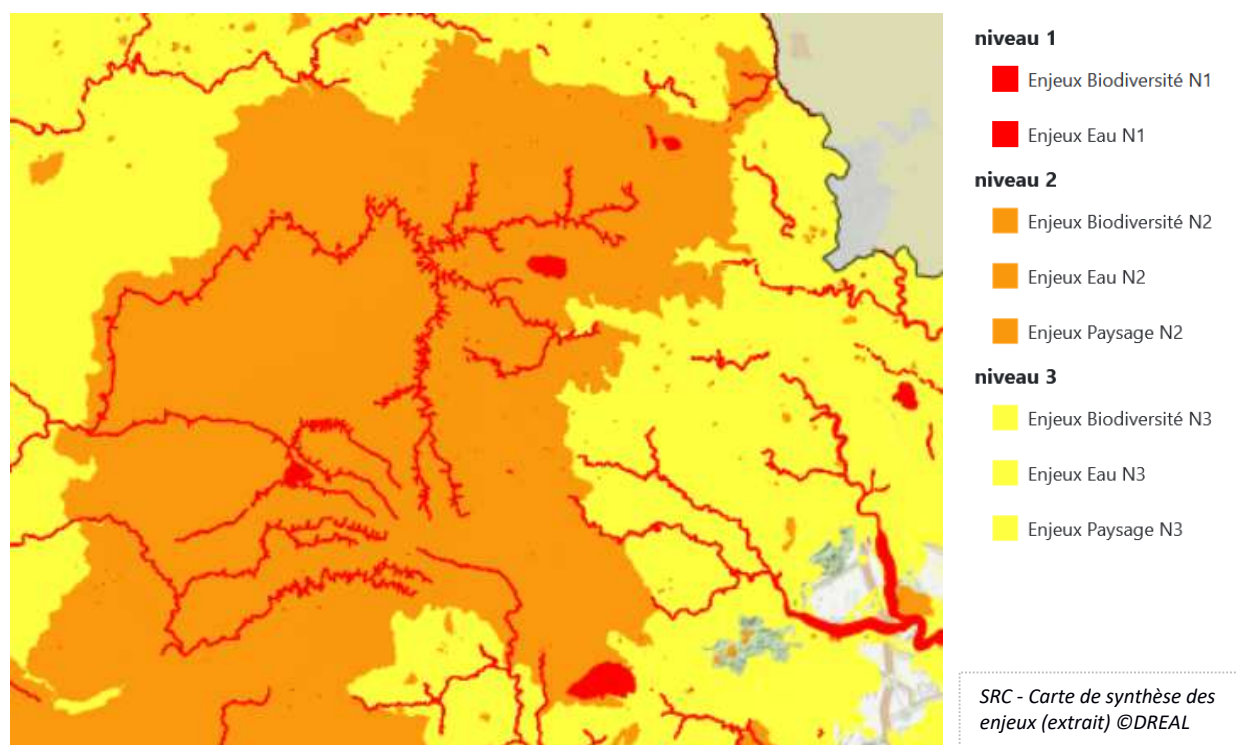 niveau 1
Enjeux Biodiversité N1
Enjeux Eau N1
niveau 2
Enjeux Biodiversité N2
Enjeux Eau N2
Enjeux Paysage N2
niveau 3
Enjeux Biodiversité N3
Enjeux Eau N3
Enjeux Paysage N3
SRC - Carte de synthèse des
enjeux (extrait) ©DREAL